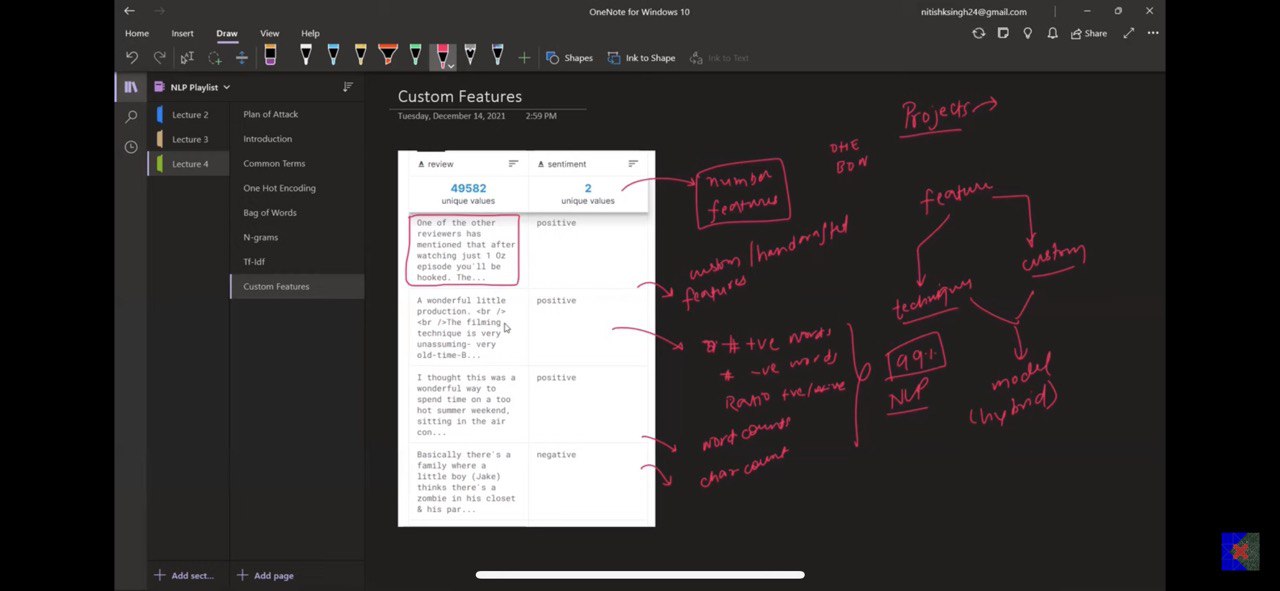 OneNote for Windows 10
nitishksingh24@gmail.com
Home
Insert
Draw
View
Help
Share
Shapes
Ink to Shape
Ink to Text
NLP Playlist
Lecture 2
Lecture 3
Lecture 4
Plan of Attack
Introduction
Common Terms
One Hot Encoding
Bag of Words
N-grams
Tf-Idf
Custom Features
Add sect...
Add page
Custom Features
Tuesday, December 14, 2021
2:59 PM
review
sentiment
49582
unique values
2
unique values
One of the other
reviewers has
mentioned that after
watching just 1 Oz
episode you'll be
hooked. The...
positive
A wonderful little
production. <br />
<br />The filming
technique is very
unassuming- very
old-time-B...
positive
I thought this was a
wonderful way to
spend time on a too
hot summer weekend,
sitting in the air
con...
positive
Basically there's a
family where a
little boy (Jake)
thinks there's a
zombie in his closet
& his par...
negative
Projects
OHE
BOW
number
features
custom/handcrafted
features
# +ve words
# -ve words
Ratio +ve/-ve
word counts
char count
99%
NLP
feature
custom
techniques
model
(hybrid)